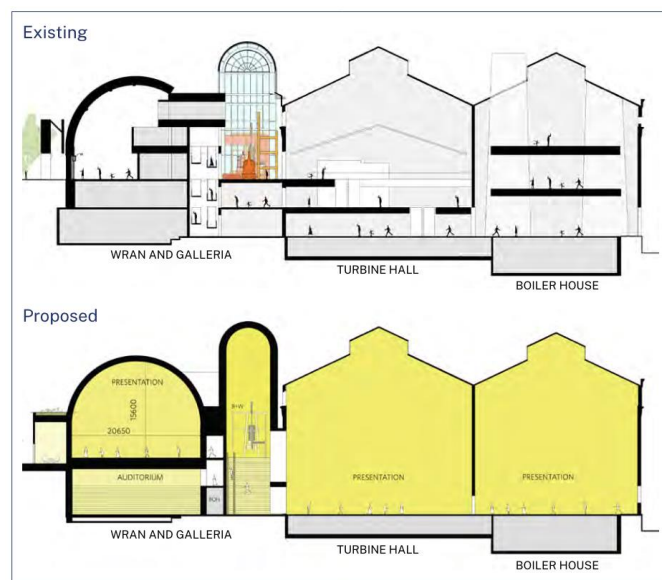 Existing
WRAN AND GALLERIA
TURBINE HALL
BOILER HOUSE
Proposed
PRESENTATION
15600
20650
B+W
AUDITORIUM
PRESENTATION
PRESENTATION
WRAN AND GALLERIA
TURBINE HALL
BOILER HOUSE